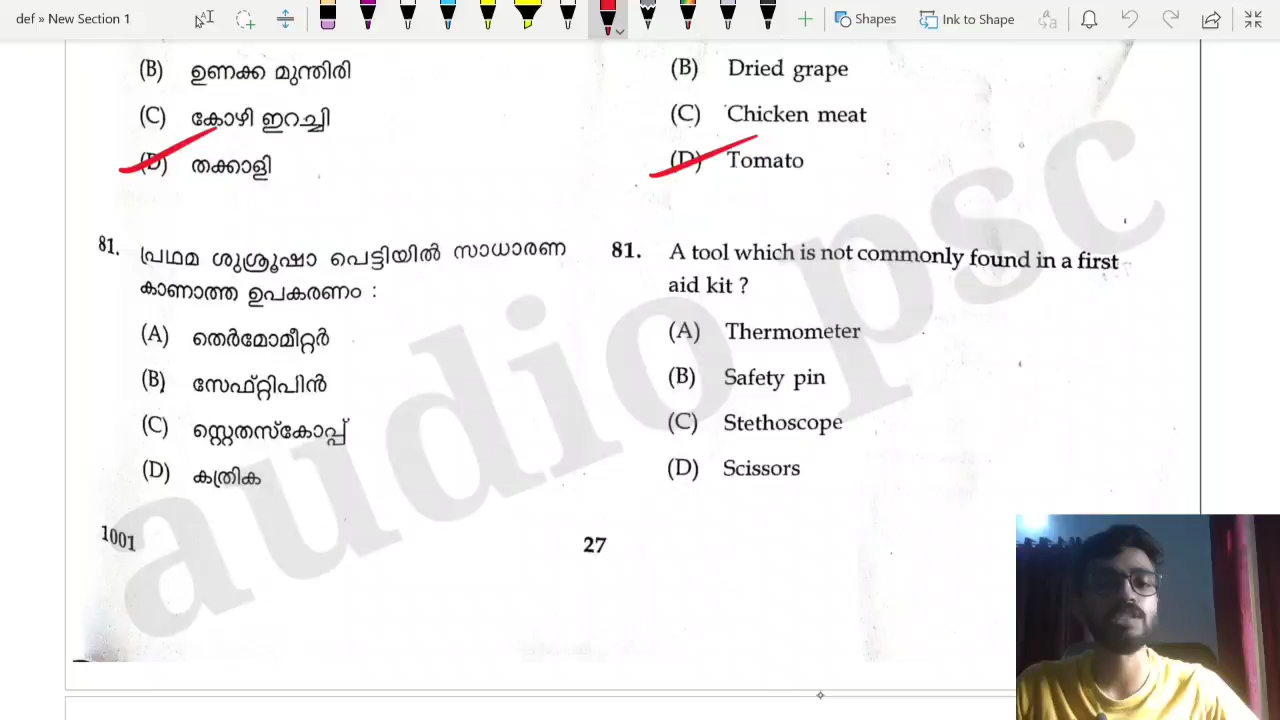 def » New Section 1
Shapes
Ink to Shape
(B) ഉണക്ക മുന്തിരി
(C) കോഴി ഇറച്ചി
(D) തക്കാളി
(B) Dried grape
(C) Chicken meat
(D) Tomato
81. പ്രഥമ ശുശ്രൂഷാ പെട്ടിയിൽ സാധാരണ
കാണാത്ത ഉപകരണം :
(A) തെർമോമീറ്റർ
(B) സേഫ്റ്റിപിൻ
(C) സ്റ്റെതസ്കോപ്പ്
(D) കത്രിക
81. A tool which is not commonly found in a first
aid kit ?
(A) Thermometer
(B) Safety pin
(C) Stethoscope
(D) Scissors
1001
27
audio psc